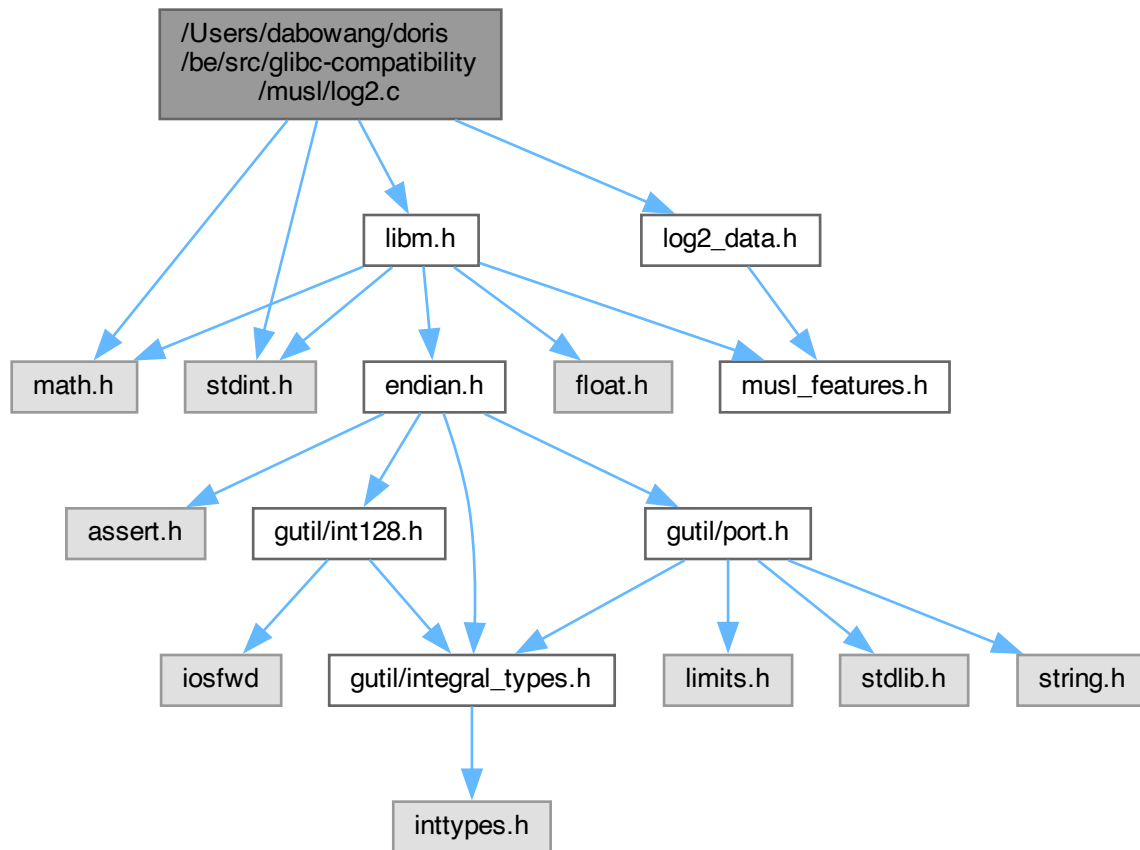 /Users/dabowang/doris
/be/src/glibc-compatibility
/musl/log2.c
libm.h
log2_data.h
math.h
stdint.h
endian.h
float.h
musl_features.h
assert.h
gutil/int128.h
gutil/port.h
iosfwd
gutil/integral_types.h
limits.h
stdlib.h
string.h
inttypes.h